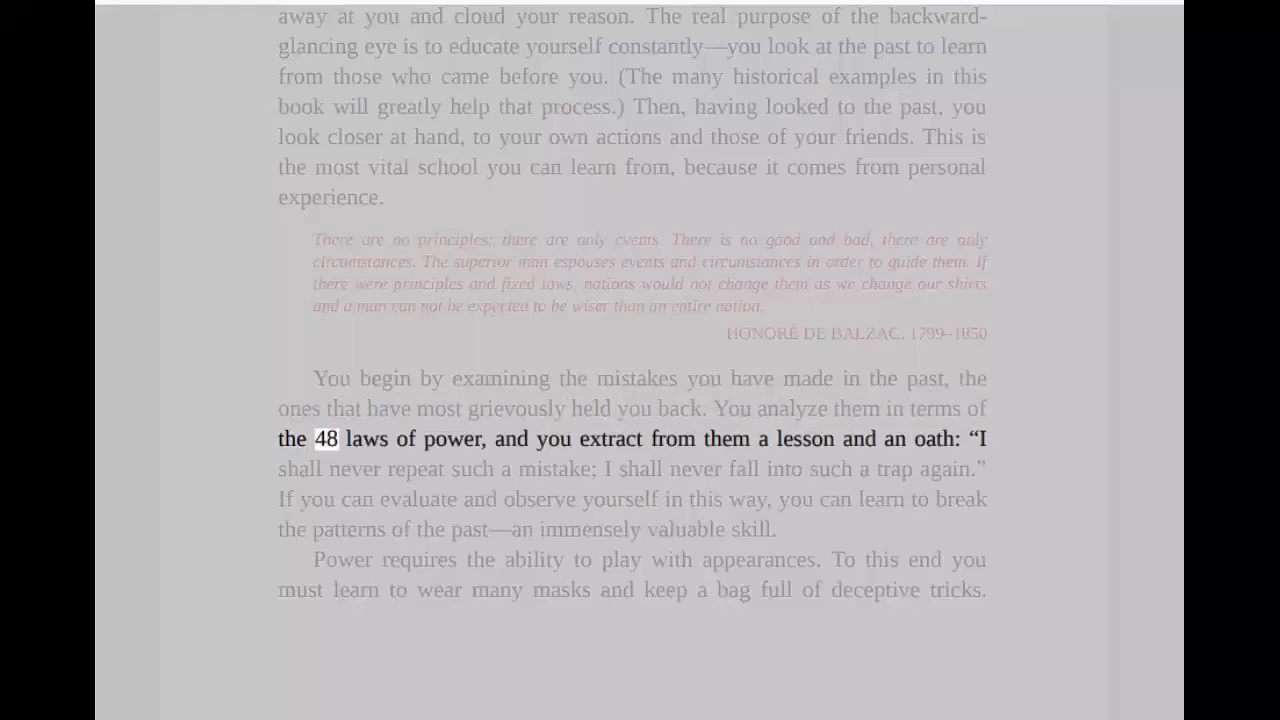 away at you and cloud your reason. The real purpose of the backward-
glancing eye is to educate yourself constantly—you look at the past to learn
from those who came before you. (The many historical examples in this
book will greatly help that process.) Then, having looked to the past, you
look closer at hand, to your own actions and those of your friends. This is
the most vital school you can learn from, because it comes from personal
experience.
There are no principles; there are only events. There is no good and bad, there are only
circumstances. The superior man espouses events and circumstances in order to guide them. If
there were principles and fixed laws, nations would not change them as we change our shirts
and a man can not be expected to be wiser than an entire nation.
HONORÉ DE BALZAC, 1799–1850
You begin by examining the mistakes you have made in the past, the
ones that have most grievously held you back. You analyze them in terms of
the 48 laws of power, and you extract from them a lesson and an oath: “I
shall never repeat such a mistake; I shall never fall into such a trap again.”
If you can evaluate and observe yourself in this way, you can learn to break
the patterns of the past—an immensely valuable skill.
Power requires the ability to play with appearances. To this end you
must learn to wear many masks and keep a bag full of deceptive tricks.